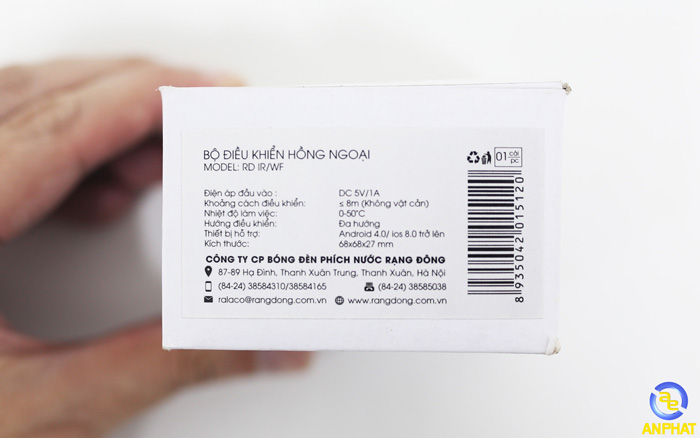 BỘ ĐIỀU KHIỂN HỒNG NGOẠI
MODEL: RD IR/WF
01 cái/pc
Điện áp đầu vào : DC 5V/1A
Khoảng cách điều khiển: ≤ 8m (Không vật cản)
Nhiệt độ làm việc: 0-50°C
Hướng điều khiển: Đa hướng
Thiết bị hỗ trợ: Android 4.0/ ios 8.0 trở lên
Kích thước: 68x68x27 mm
CÔNG TY CP BÓNG ĐÈN PHÍCH NƯỚC RẠNG ĐÔNG
87-89 Hạ Đình, Thanh Xuân Trung, Thanh Xuân, Hà Nội
(84-24) 38584310/38584165 (84-24) 38585038
ralaco@rangdong.com.vn www.rangdong.com.vn
8 935042 015120
ANPHAT